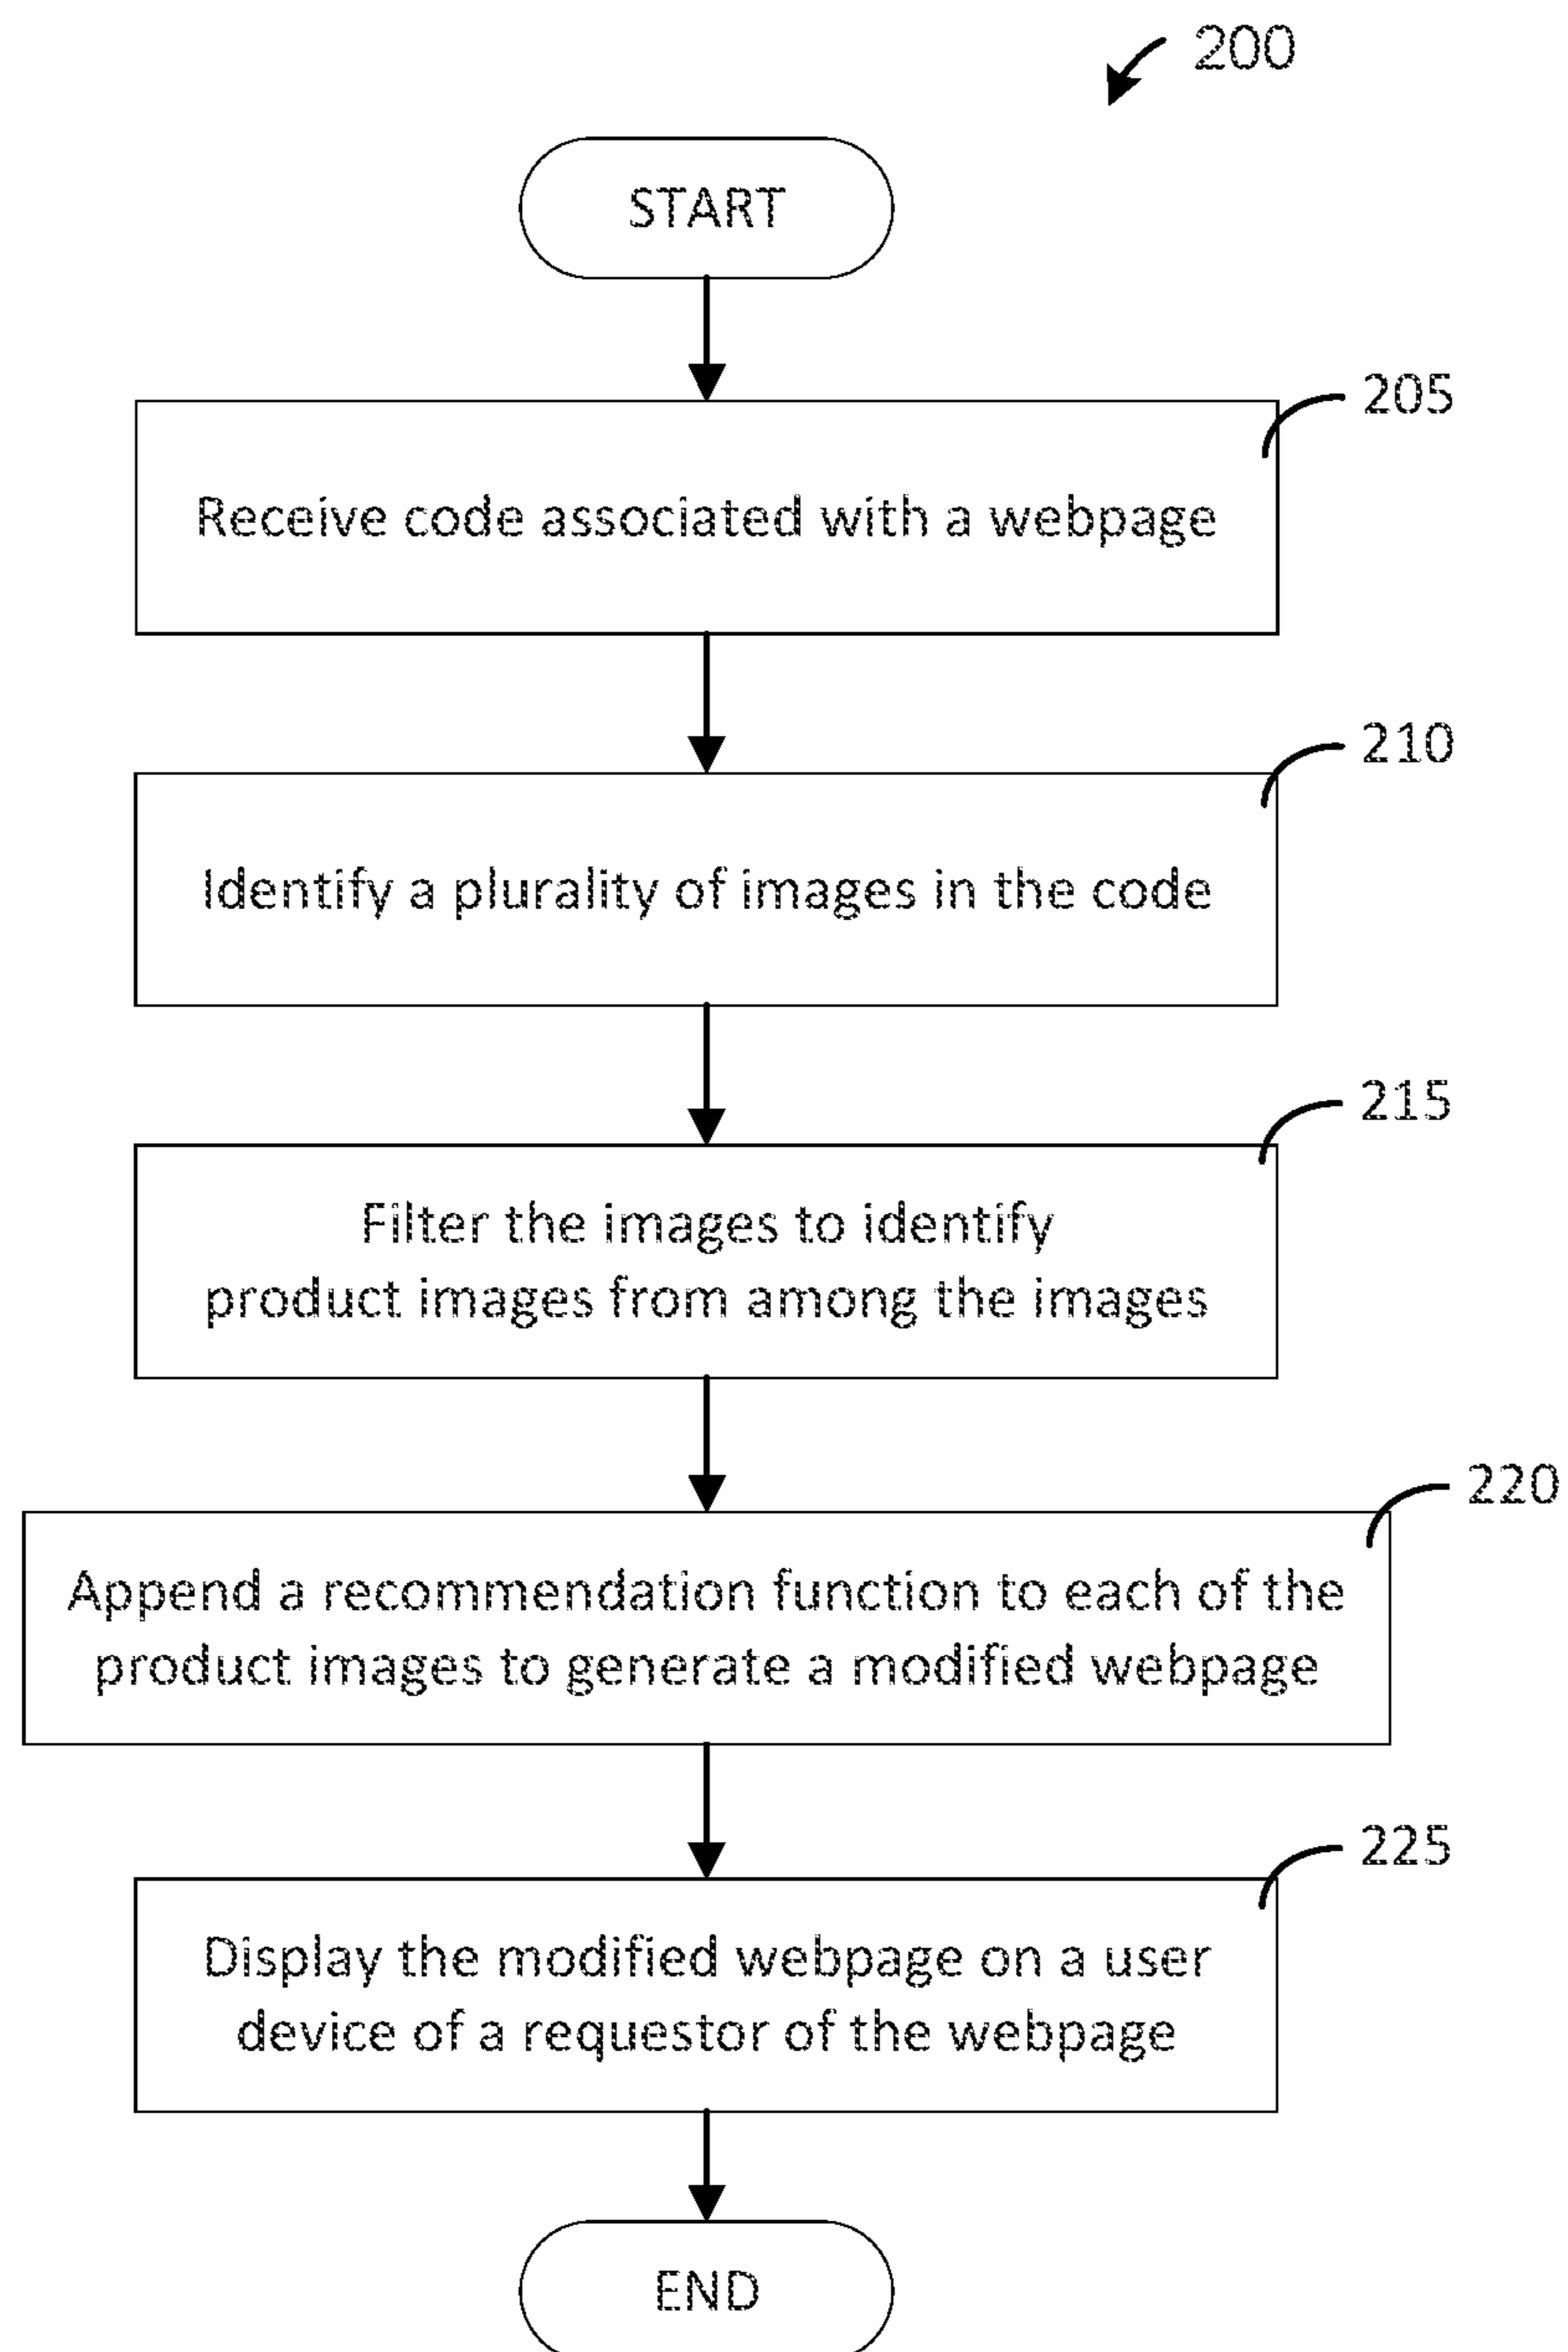 200
START
205
Receive code associated with a webpage
210
Identify a plurality of images in the code
215
Filter the images to identify
product images from among the images
220
Append a recommendation function to each of the
product images to generate a modified webpage
225
Display the modified webpage on a user
device of a requestor of the webpage
END